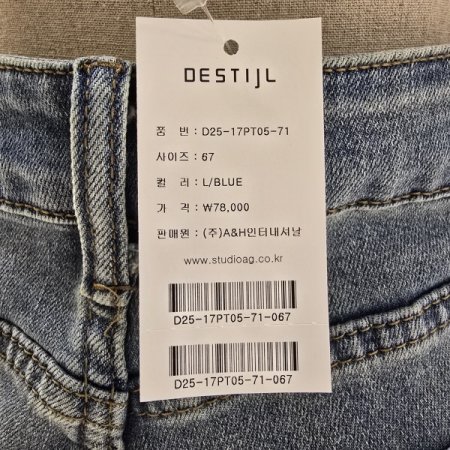 DESTIJL
품 번 : D25-17PT05-71
사이즈 : 67
컬 러 : L/BLUE
가 격 : ₩78,000
판매원 : (주)A&H인터내셔날
www.studioag.co.kr
D25-17PT05-71-067
D25-17PT05-71-067